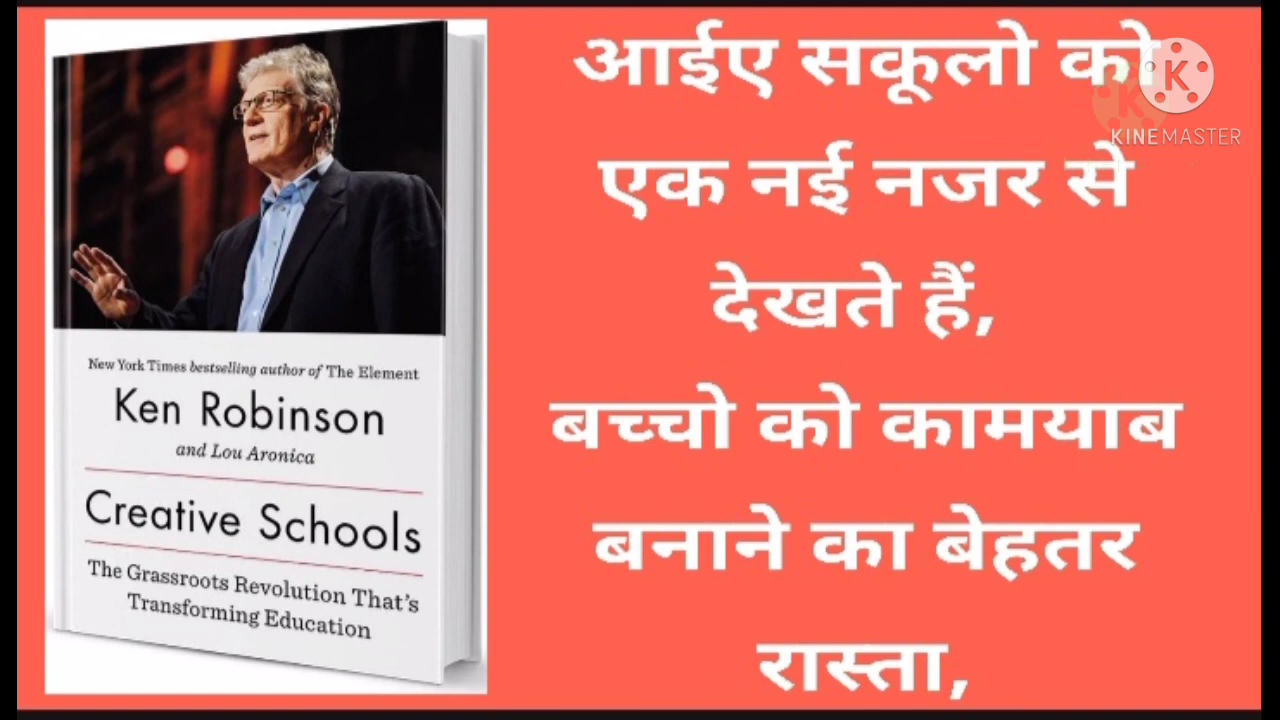 New York Times bestselling author of The Element
Ken Robinson
and Lou Aronica
Creative Schools
The Grassroots Revolution That's
Transforming Education
आईए सकूलो को
एक नई नजर से
देखते हैं,
बच्चो को कामयाब
बनाने का बेहतर
रास्ता,
K
KINEMASTER